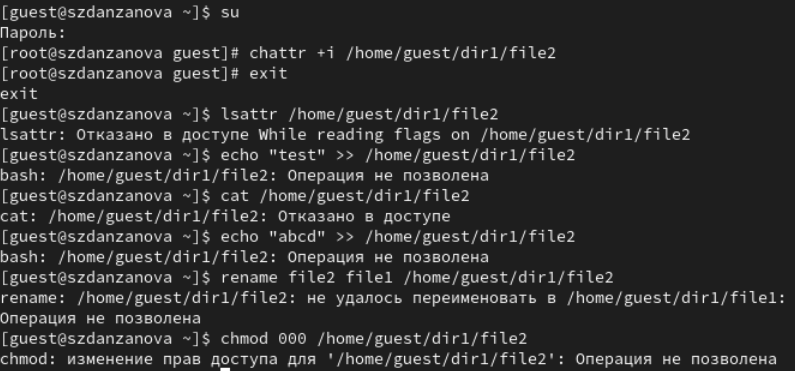 [guest@szdanzanova ~]$ su
Пароль:
[root@szdanzanova guest]# chattr +i /home/guest/dir1/file2
[root@szdanzanova guest]# exit
exit
[guest@szdanzanova ~]$ lsattr /home/guest/dir1/file2
lsattr: Отказано в доступе While reading flags on /home/guest/dir1/file2
[guest@szdanzanova ~]$ echo "test" >> /home/guest/dir1/file2
bash: /home/guest/dir1/file2: Операция не позволена
[guest@szdanzanova ~]$ cat /home/guest/dir1/file2
cat: /home/guest/dir1/file2: Отказано в доступе
[guest@szdanzanova ~]$ echo "abcd" >> /home/guest/dir1/file2
bash: /home/guest/dir1/file2: Операция не позволена
[guest@szdanzanova ~]$ rename file2 file1 /home/guest/dir1/file2
rename: /home/guest/dir1/file2: не удалось переименовать в /home/guest/dir1/file1:
Операция не позволена
[guest@szdanzanova ~]$ chmod 000 /home/guest/dir1/file2
chmod: изменение прав доступа для '/home/guest/dir1/file2': Операция не позволена